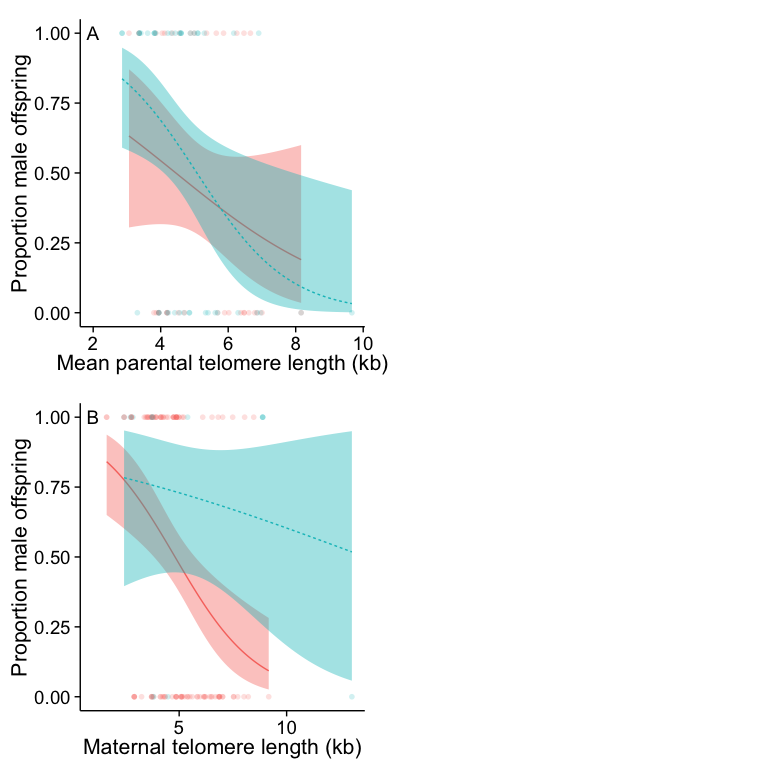 A
1.00
0.75
0.50
0.25
0.00
Proportion male offspring
2 4 6 8 10
Mean parental telomere length (kb)
B
1.00
0.75
0.50
0.25
0.00
Proportion male offspring
5 10
Maternal telomere length (kb)